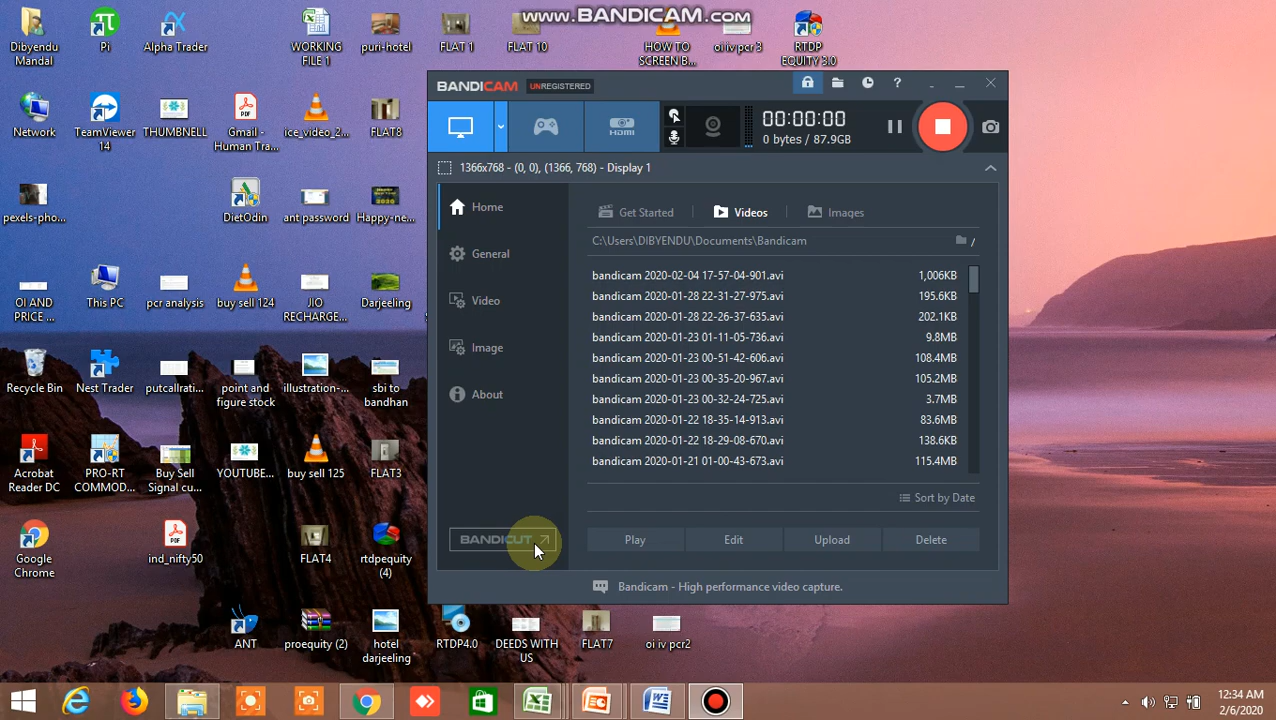 www.BANDICAM.com
Dibyendu
Mandal
Pi
Alpha Trader
WORKING
FILE 1
puri-hotel
FLAT 1
FLAT 10
HOW TO
SCREEN B...
oi iv pcr 3
RTDP
EQUITY 3.0
Network
TeamViewer
14
THUMBNELL
Gmail -
Human Tra...
ice_video_2...
FLAT8
pexels-pho...
DietOdin
ant password
Happy-ne...
OI AND
PRICE ...
This PC
pcr analysis
buy sell 124
JIO
RECHARGE...
Darjeeling
Recycle Bin
Nest Trader
putcallrati...
point and
figure stock
illustration-...
sbi to
bandhan
Acrobat
Reader DC
PRO-RT
COMMOD...
Buy Sell
Signal cu...
YOUTUBE...
buy sell 125
FLAT3
Google
Chrome
ind_nifty50
FLAT4
rtdpequity
(4)
ANT
proequity (2)
hotel
darjeeling
RTDP4.0
DEEDS WITH
US
FLAT7
oi iv pcr2
BANDICAM UNREGISTERED
HDMI
00:00:00
0 bytes / 87.9GB
1366x768 - (0, 0), (1366, 768) - Display 1
Home
General
Video
Image
About
BANDICUT
Get Started
Videos
Images
C:\Users\DIBYENDU\Documents\Bandicam
/
bandicam 2020-02-04 17-57-04-901.avi 1,006KB
bandicam 2020-01-28 22-31-27-975.avi 195.6KB
bandicam 2020-01-28 22-26-37-635.avi 202.1KB
bandicam 2020-01-23 01-11-05-736.avi 9.8MB
bandicam 2020-01-23 00-51-42-606.avi 108.4MB
bandicam 2020-01-23 00-35-20-967.avi 105.2MB
bandicam 2020-01-23 00-32-24-725.avi 3.7MB
bandicam 2020-01-22 18-35-14-913.avi 83.6MB
bandicam 2020-01-22 18-29-08-670.avi 138.6KB
bandicam 2020-01-21 01-00-43-673.avi 115.4MB
Sort by Date
Play
Edit
Upload
Delete
Bandicam - High performance video capture.
12:34 AM
2/6/2020